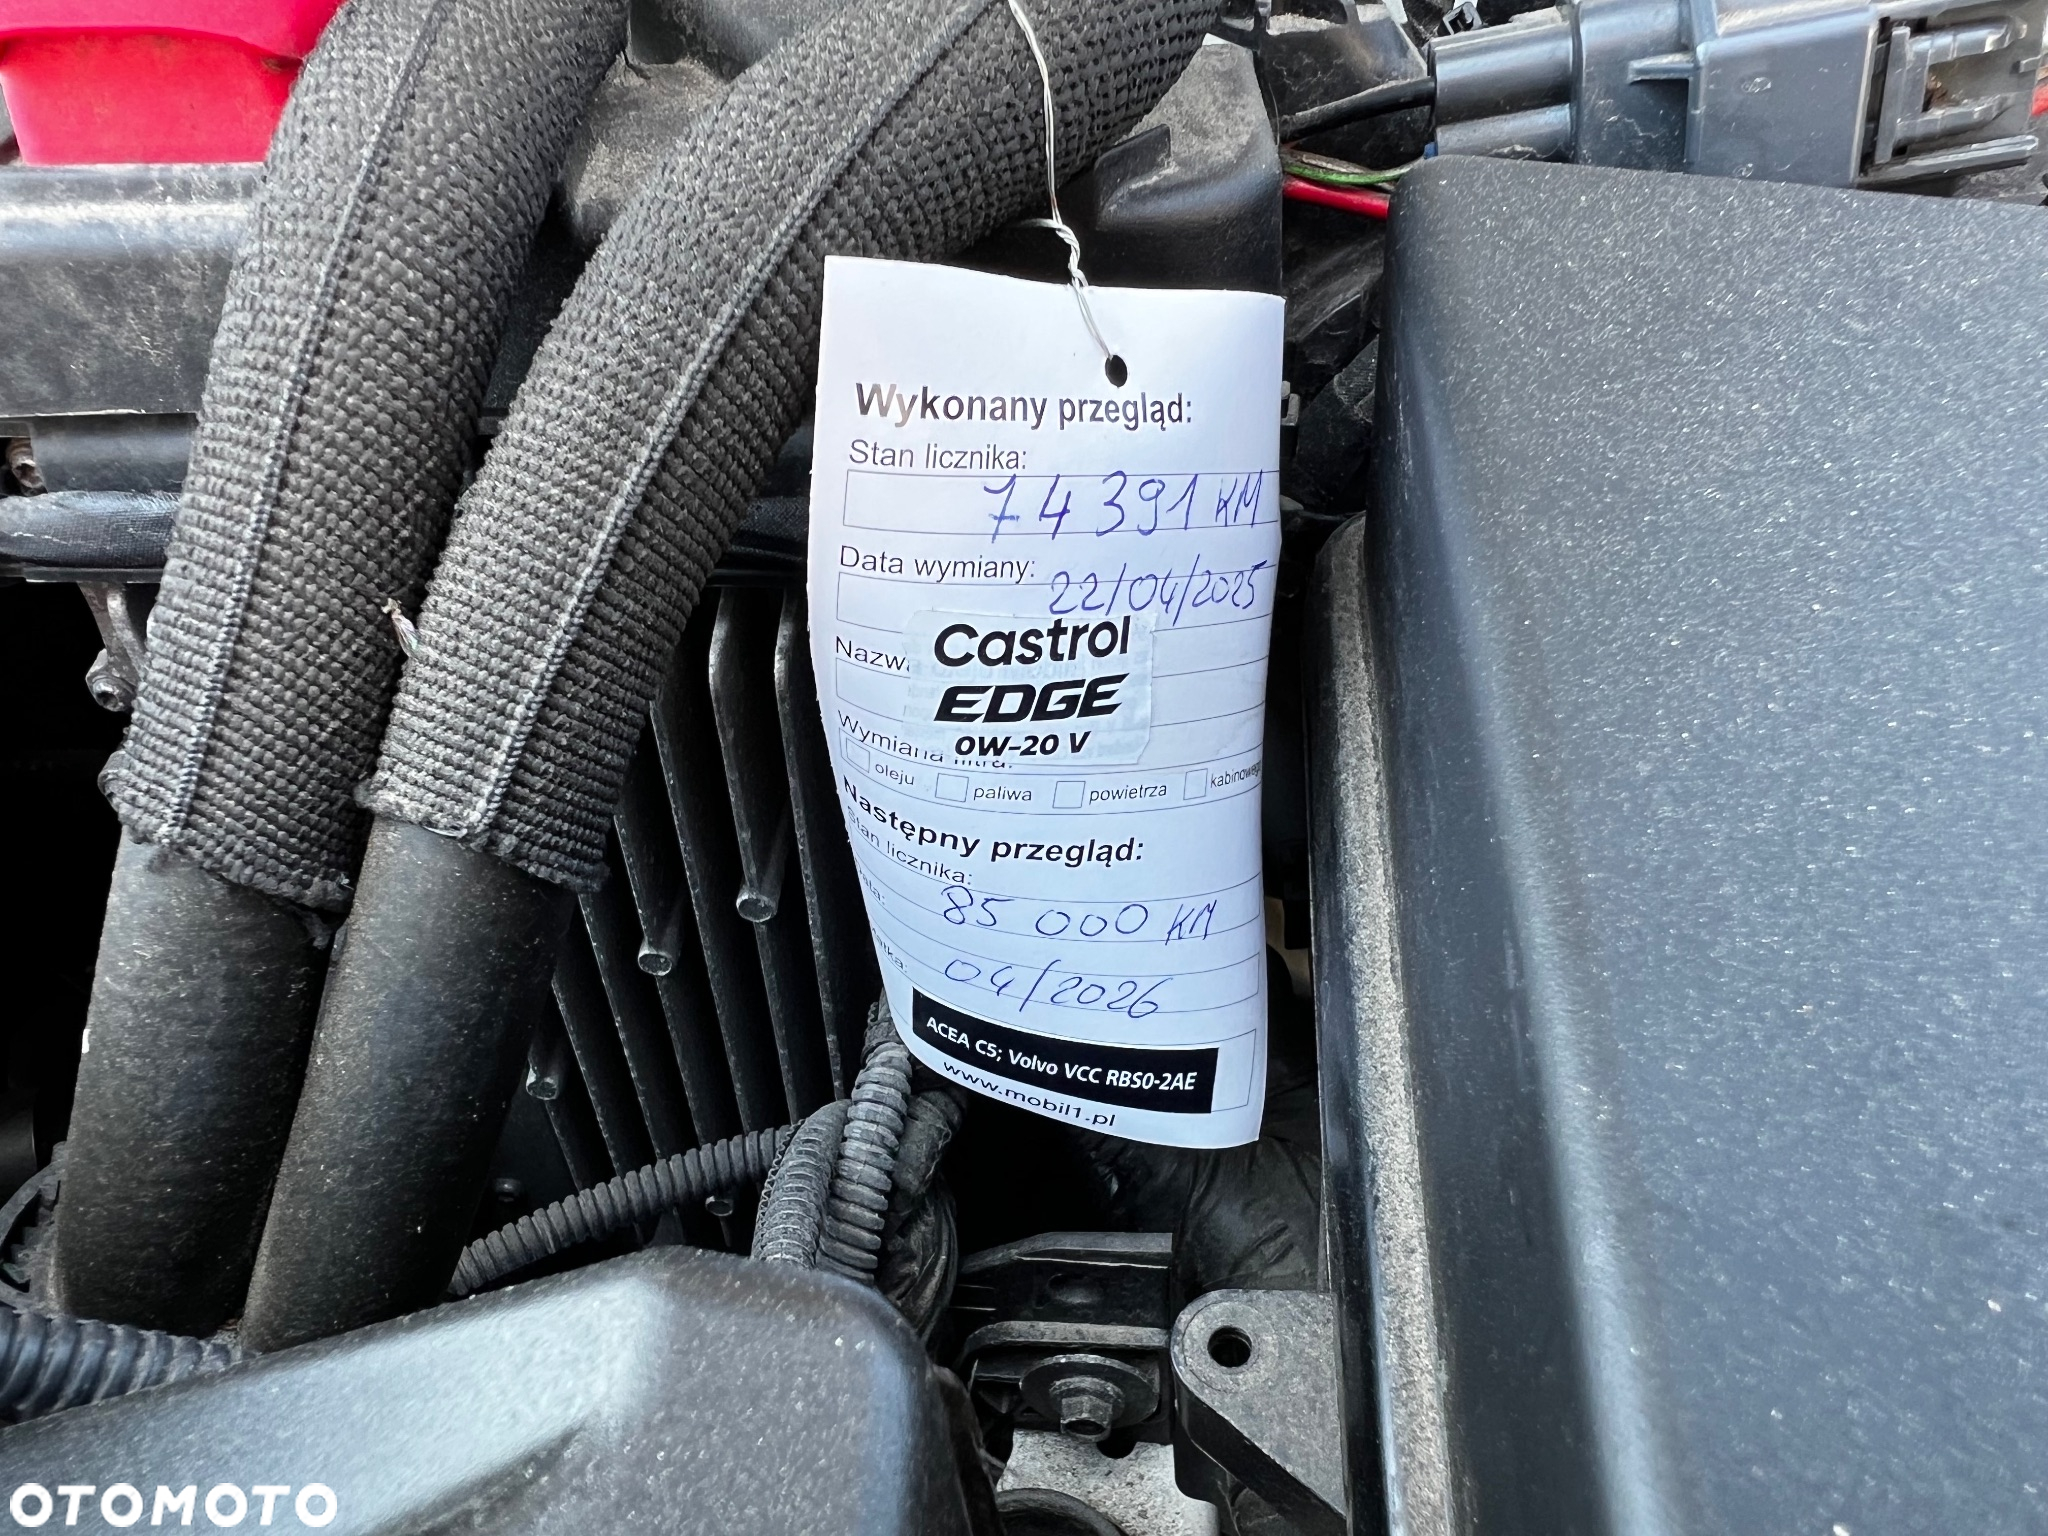 Wykonany przegląd:
Stan licznika:
74391 KM
Data wymiany:
22/04/2025
Castrol
EDGE
0W-20 V
oleju paliwa powietrza kabinowego
Następny przegląd:
Stan licznika:
85 000 KM
04/2026
ACEA C5; Volvo VCC RBS0-2AE
www.mobil1.pl
OTOMOTO